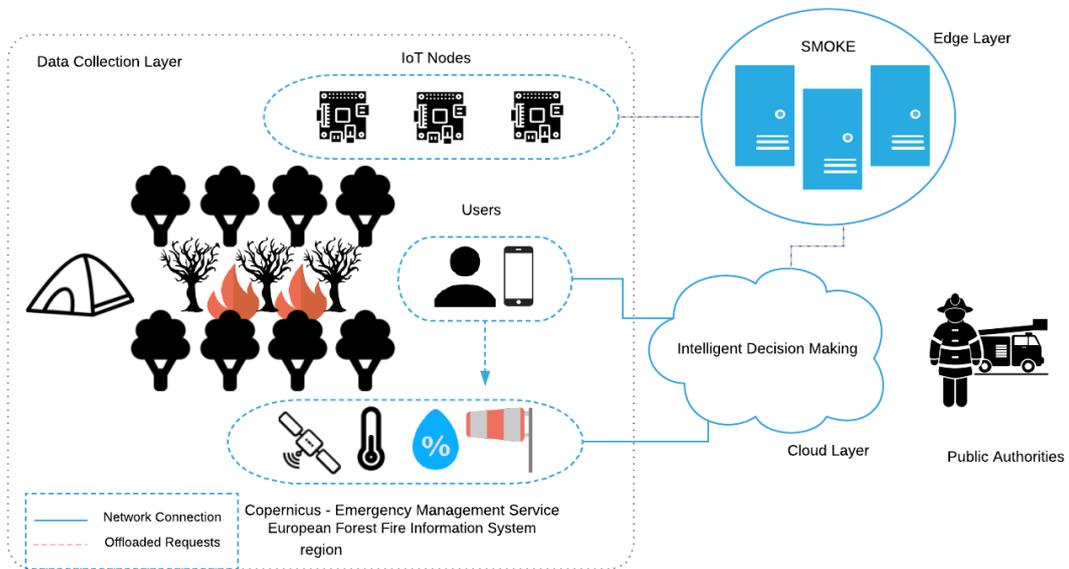 Data Collection Layer
IoT Nodes
SMOKE
Edge Layer
Users
Intelligent Decision Making
%
Cloud Layer
Public Authorities
Copernicus - Emergency Management Service
European Forest Fire Information System
region
Network Connection
Offloaded Requests